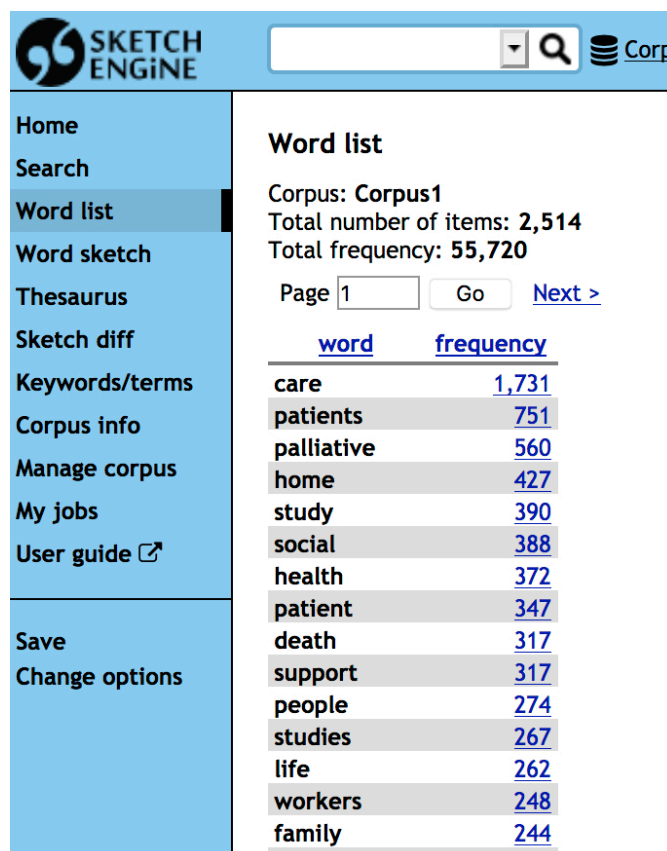 SKETCH
ENGiNE
Corp
Home
Search
Word list
Word sketch
Thesaurus
Sketch diff
Keywords/terms
Corpus info
Manage corpus
My jobs
User guide
Save
Change options
Word list
Corpus: Corpus1
Total number of items: 2,514
Total frequency: 55,720
Page 1 Go Next >
word frequency
care 1,731
patients 751
palliative 560
home 427
study 390
social 388
health 372
patient 347
death 317
support 317
people 274
studies 267
life 262
workers 248
family 244